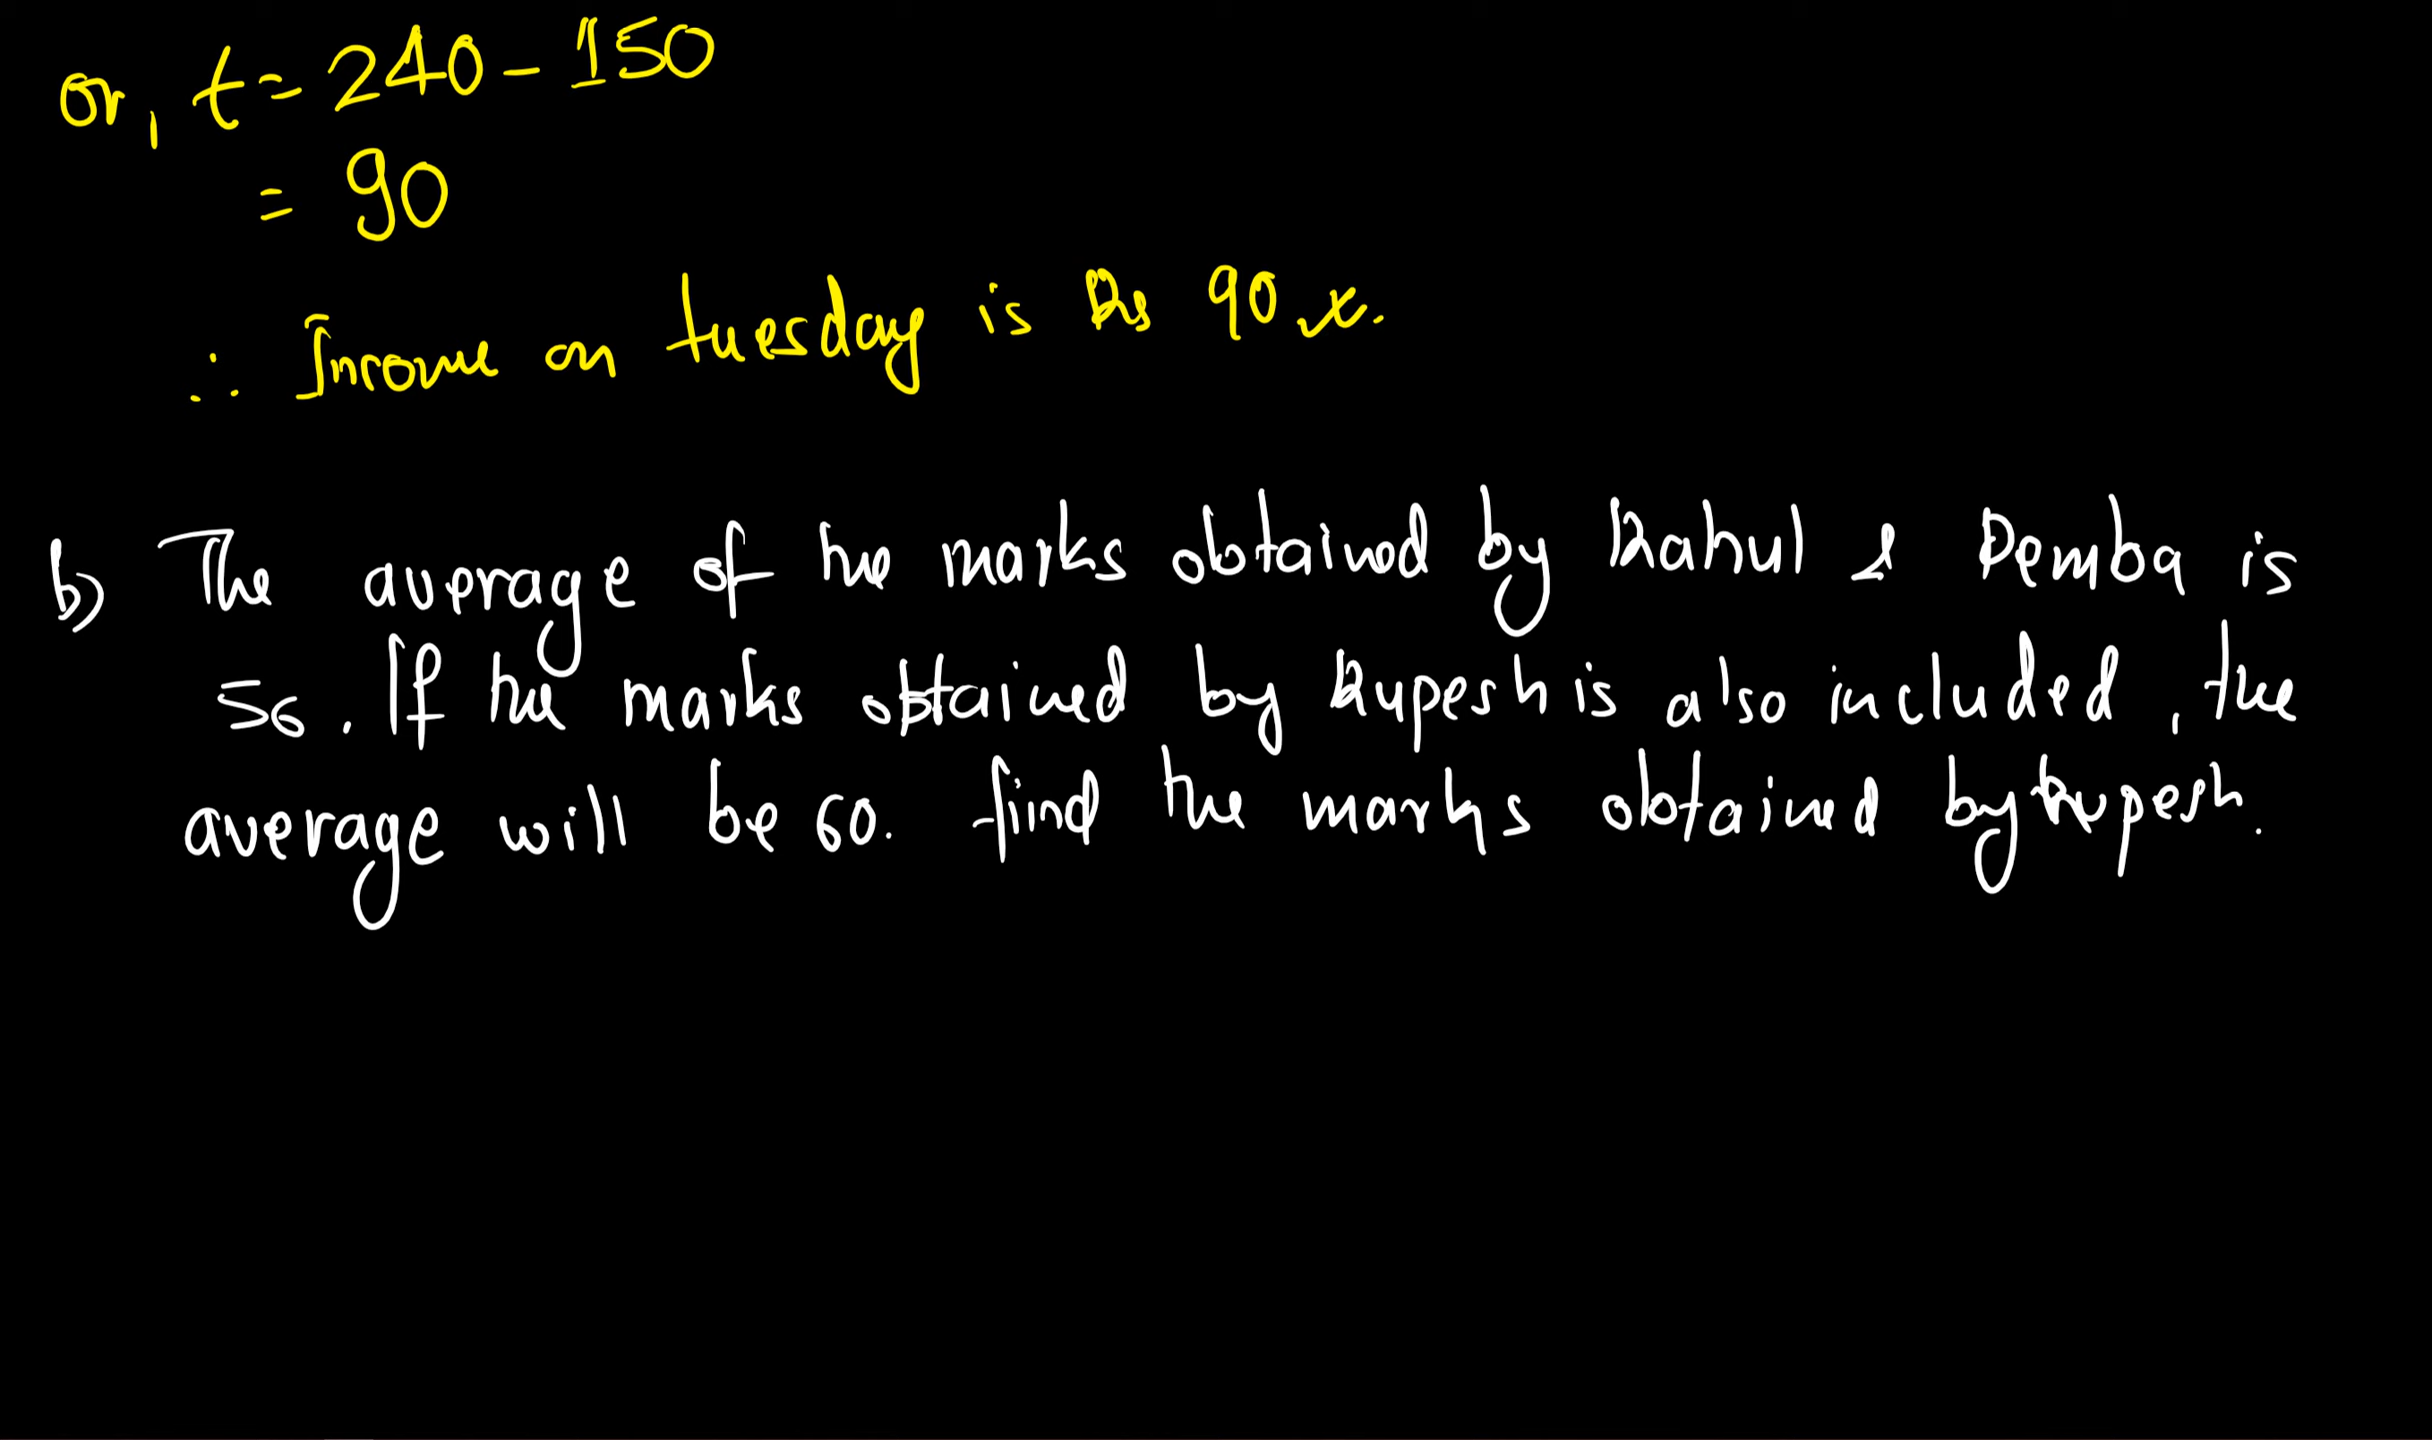 or, t = 240 - 150
= 90
∴ Income on tuesday is Rs 90
b) The average of the marks obtained by Rahul & Pemba is
56. If the marks obtained by Rupesh is also included, the
average will be 60. find the marks obtained by Rupesh.